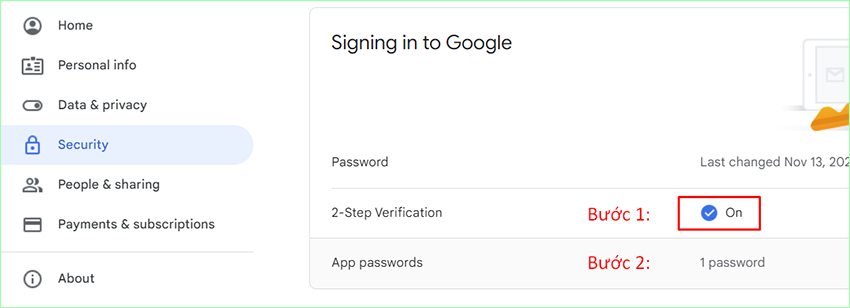 Home
Personal info
Data & privacy
Security
People & sharing
Payments & subscriptions
About
Signing in to Google
Password Last changed Nov 13, 202
2-Step Verification Bước 1: On
App passwords Bước 2: 1 password